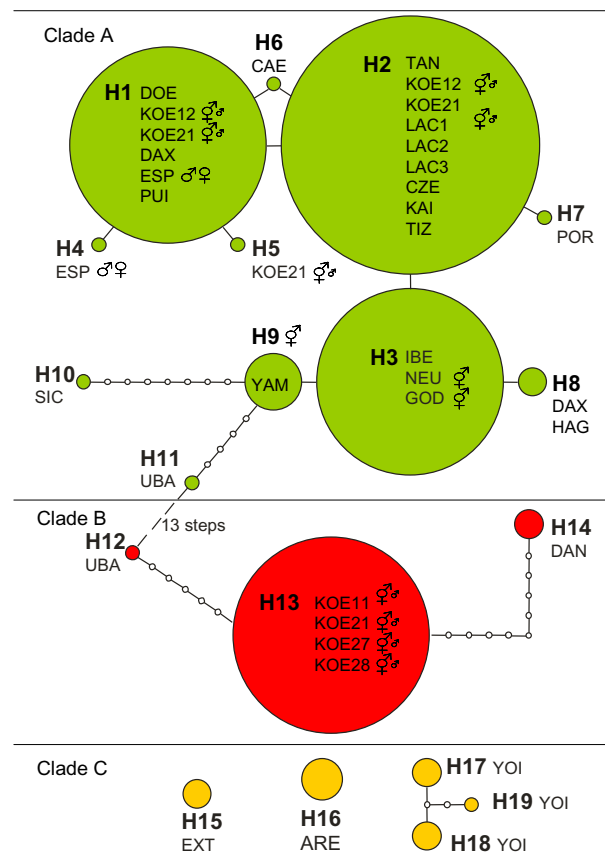 Clade A
H6
CAE
H1 DOE
KOE12 ⚥♂
KOE21 ⚥♂
DAX
ESP ♂♀
PUI
H2 TAN
KOE12 ⚥♂
KOE21
LAC1 ⚥♂
LAC2
LAC3
CZE
KAI
TIZ
H7
POR
H4
ESP ♂♀
H5
KOE21 ⚥♂
H9 ⚥
YAM
H3 IBE
NEU ⚥
GOD ⚥
H10
SIC
H8
DAX
HAG
H11
UBA
Clade B
13 steps
H12
UBA
H14
DAN
H13 KOE11 ⚥♂
KOE21 ⚥♂
KOE27 ⚥♂
KOE28 ⚥♂
Clade C
H17 YOI
H19 YOI
H15
EXT
H16
ARE
H18 YOI